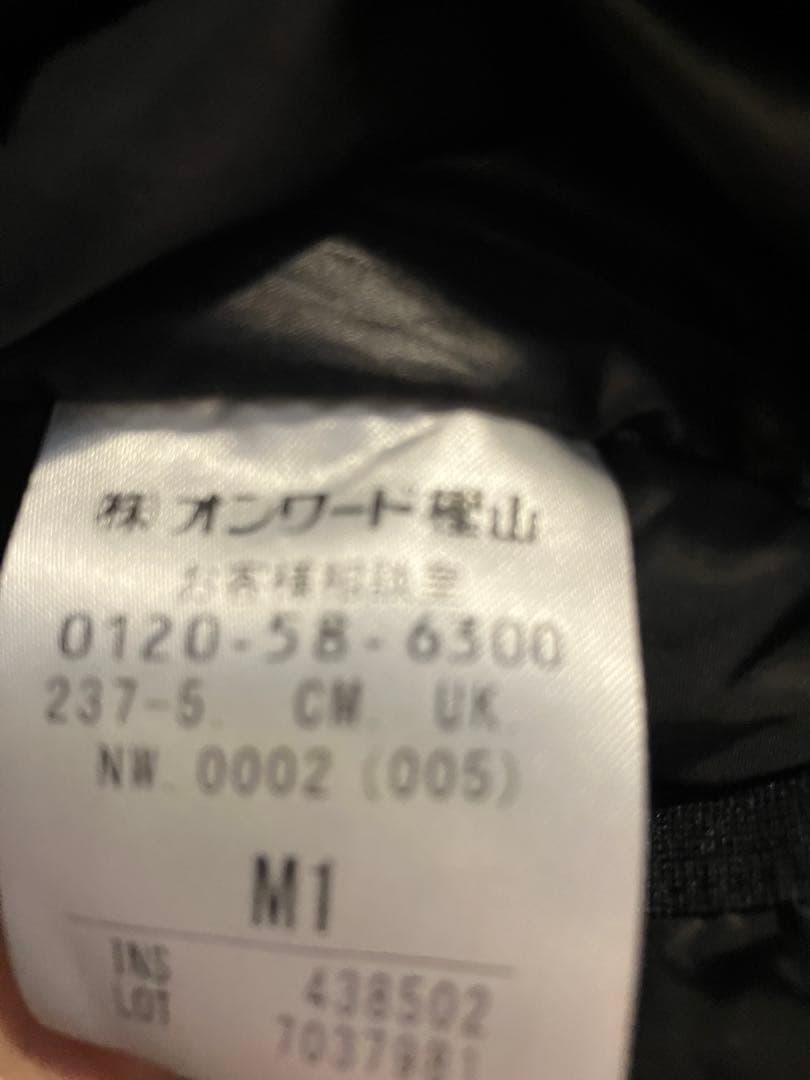 ㈱ オンワード樫山
お客様相談室
0120-58-6300
237-5. CM. UK.
NW. 0002 (005)
M1
INS 438502
LOT 7037981